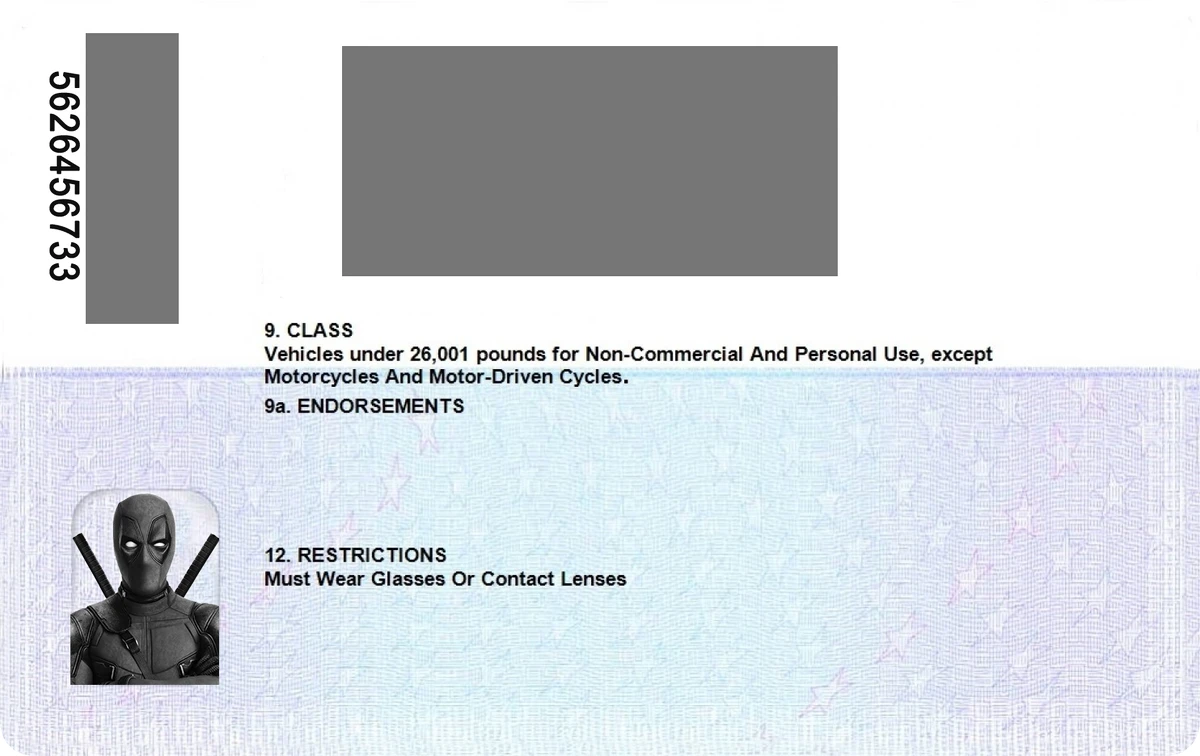 5626456733
9. CLASS
Vehicles under 26,001 pounds for Non-Commercial And Personal Use, except
Motorcycles And Motor-Driven Cycles.
9a. ENDORSEMENTS
12. RESTRICTIONS
Must Wear Glasses Or Contact Lenses